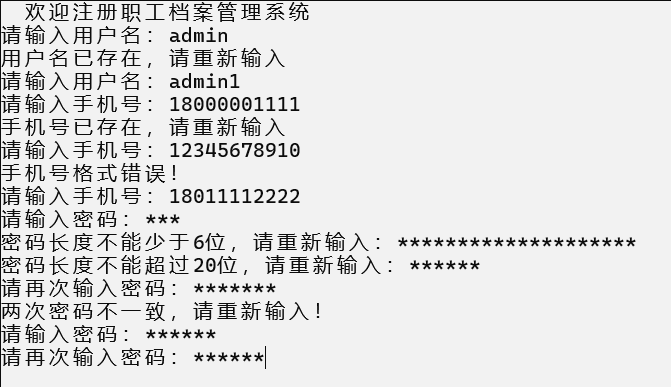 欢迎注册职工档案管理系统
请输入用户名：admin
用户名已存在，请重新输入
请输入用户名：admin1
请输入手机号：18000001111
手机号已存在，请重新输入
请输入手机号：12345678910
手机号格式错误！
请输入手机号：18011112222
请输入密码：***
密码长度不能少于6位，请重新输入：********************
密码长度不能超过20位，请重新输入：******
请再次输入密码：*******
两次密码不一致，请重新输入！
请输入密码：******
请再次输入密码：******